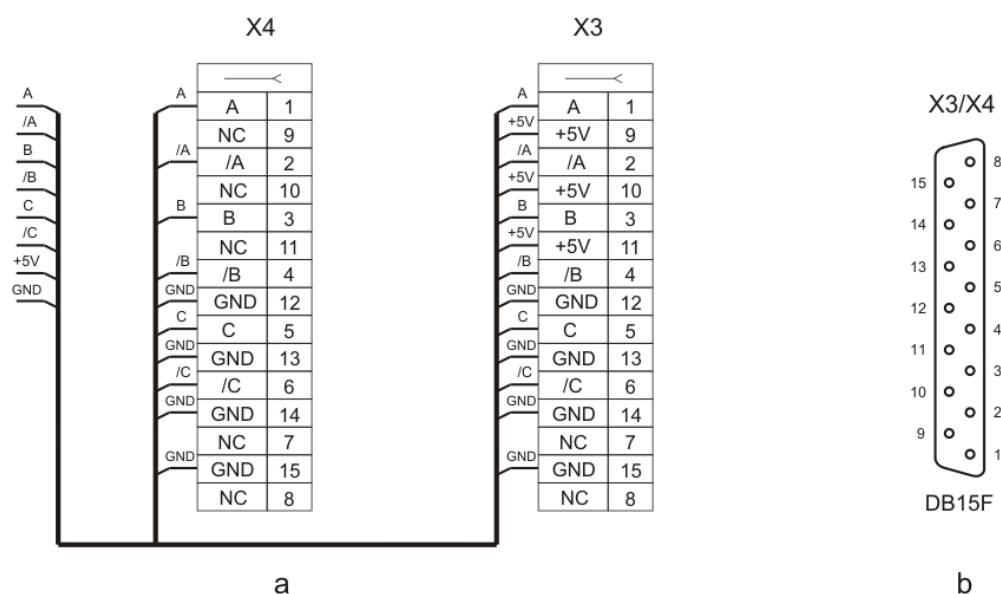 X4 X3
A A A 1 A A 1 X3/X4
/A NC 9 +5V +5V 9
B /A /A 2 /A /A 2 8
/B NC 10 +5V +5V 10 15
C B B 3 B B 3 7
/C NC 11 +5V +5V 11 14
+5V /B /B 4 /B /B 4 6
GND GND GND 12 GND GND 12 13
C C 5 C C 5 5
GND GND 13 GND GND 13 12
/C /C 6 /C /C 6 4
GND GND 14 GND GND 14 11
NC 7 NC 7 3
GND GND 15 GND GND 15 10
NC 8 NC 8 2
9
1
DB15F
a b